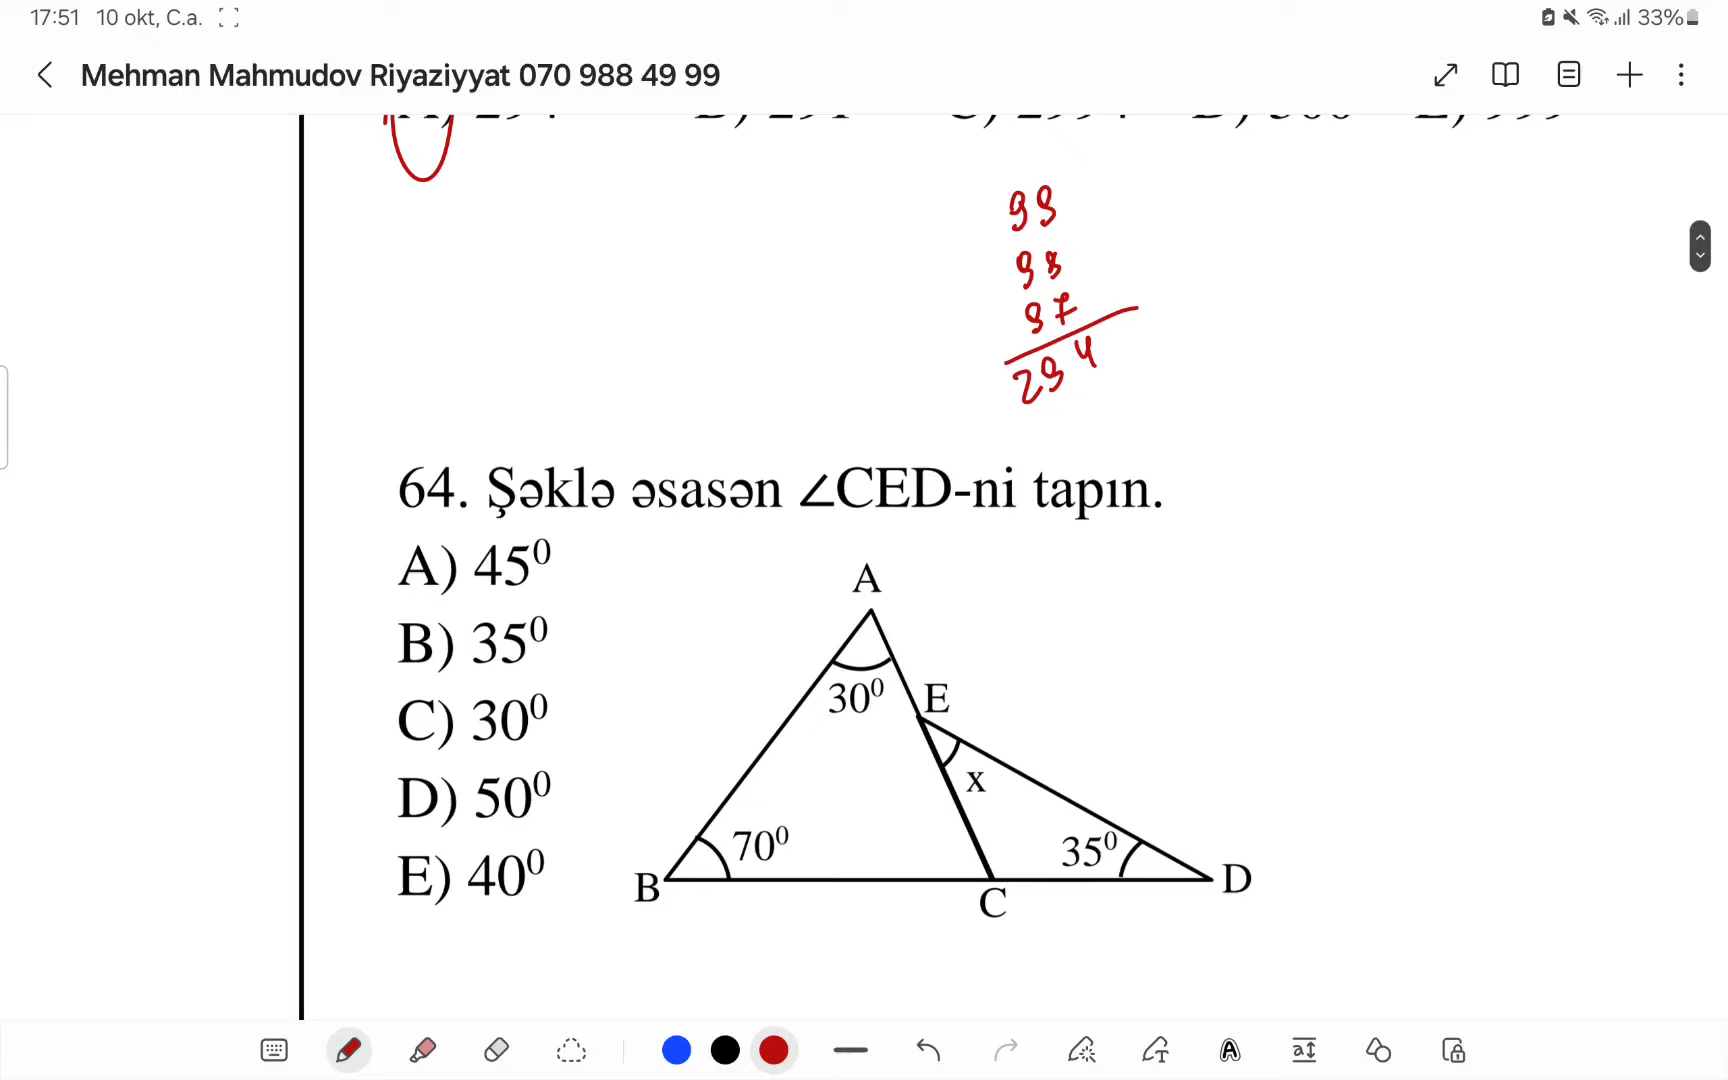 17:51 10 okt, C.a. 33%
Mehman Mahmudov Riyaziyyat 070 988 49 99
99
98
97
294
64. Şəklə əsasən ∠CED-ni tapın.
A) 45⁰
B) 35⁰
C) 30⁰
D) 50⁰
E) 40⁰
A
30⁰ E
x
70⁰ 35⁰
B C D